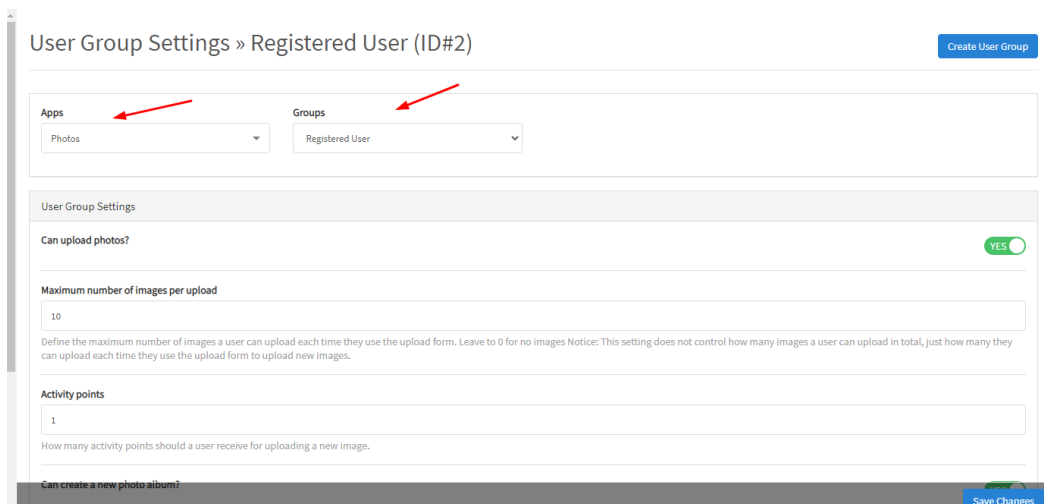 User Group Settings » Registered User (ID#2)
Create User Group
Apps
Groups
Photos
Registered User
User Group Settings
Can upload photos?
YES
Maximum number of images per upload
10
Define the maximum number of images a user can upload each time they use the upload form. Leave to 0 for no images Notice: This setting does not control how many images a user can upload in total, just how many they
can upload each time they use the upload form to upload new images.
Activity points
1
How many activity points should a user receive for uploading a new image.
Can create a new photo album?
YES
Save Changes